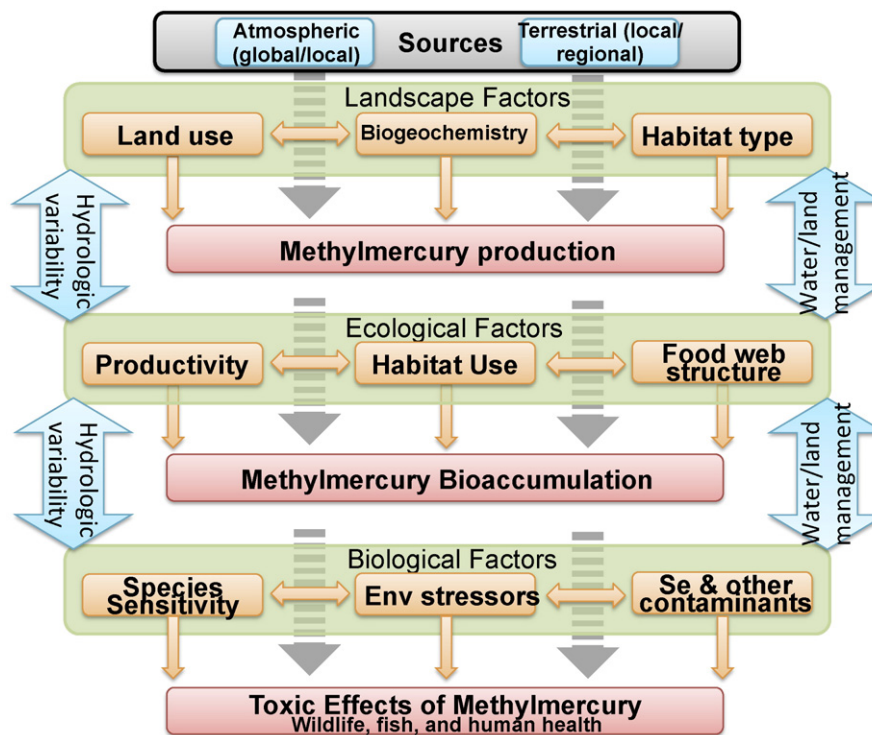 Atmospheric
(global/local)
Sources
Terrestrial (local/
regional)
Landscape Factors
Land use
Biogeochemistry
Habitat type
Hydrologic
variability
Water/land
management
Methylmercury production
Ecological Factors
Productivity
Habitat Use
Food web
structure
Hydrologic
variability
Water/land
management
Methylmercury Bioaccumulation
Biological Factors
Species
Sensitivity
Env stressors
Se & other
contaminants
Toxic Effects of Methylmercury
Wildlife, fish, and human health